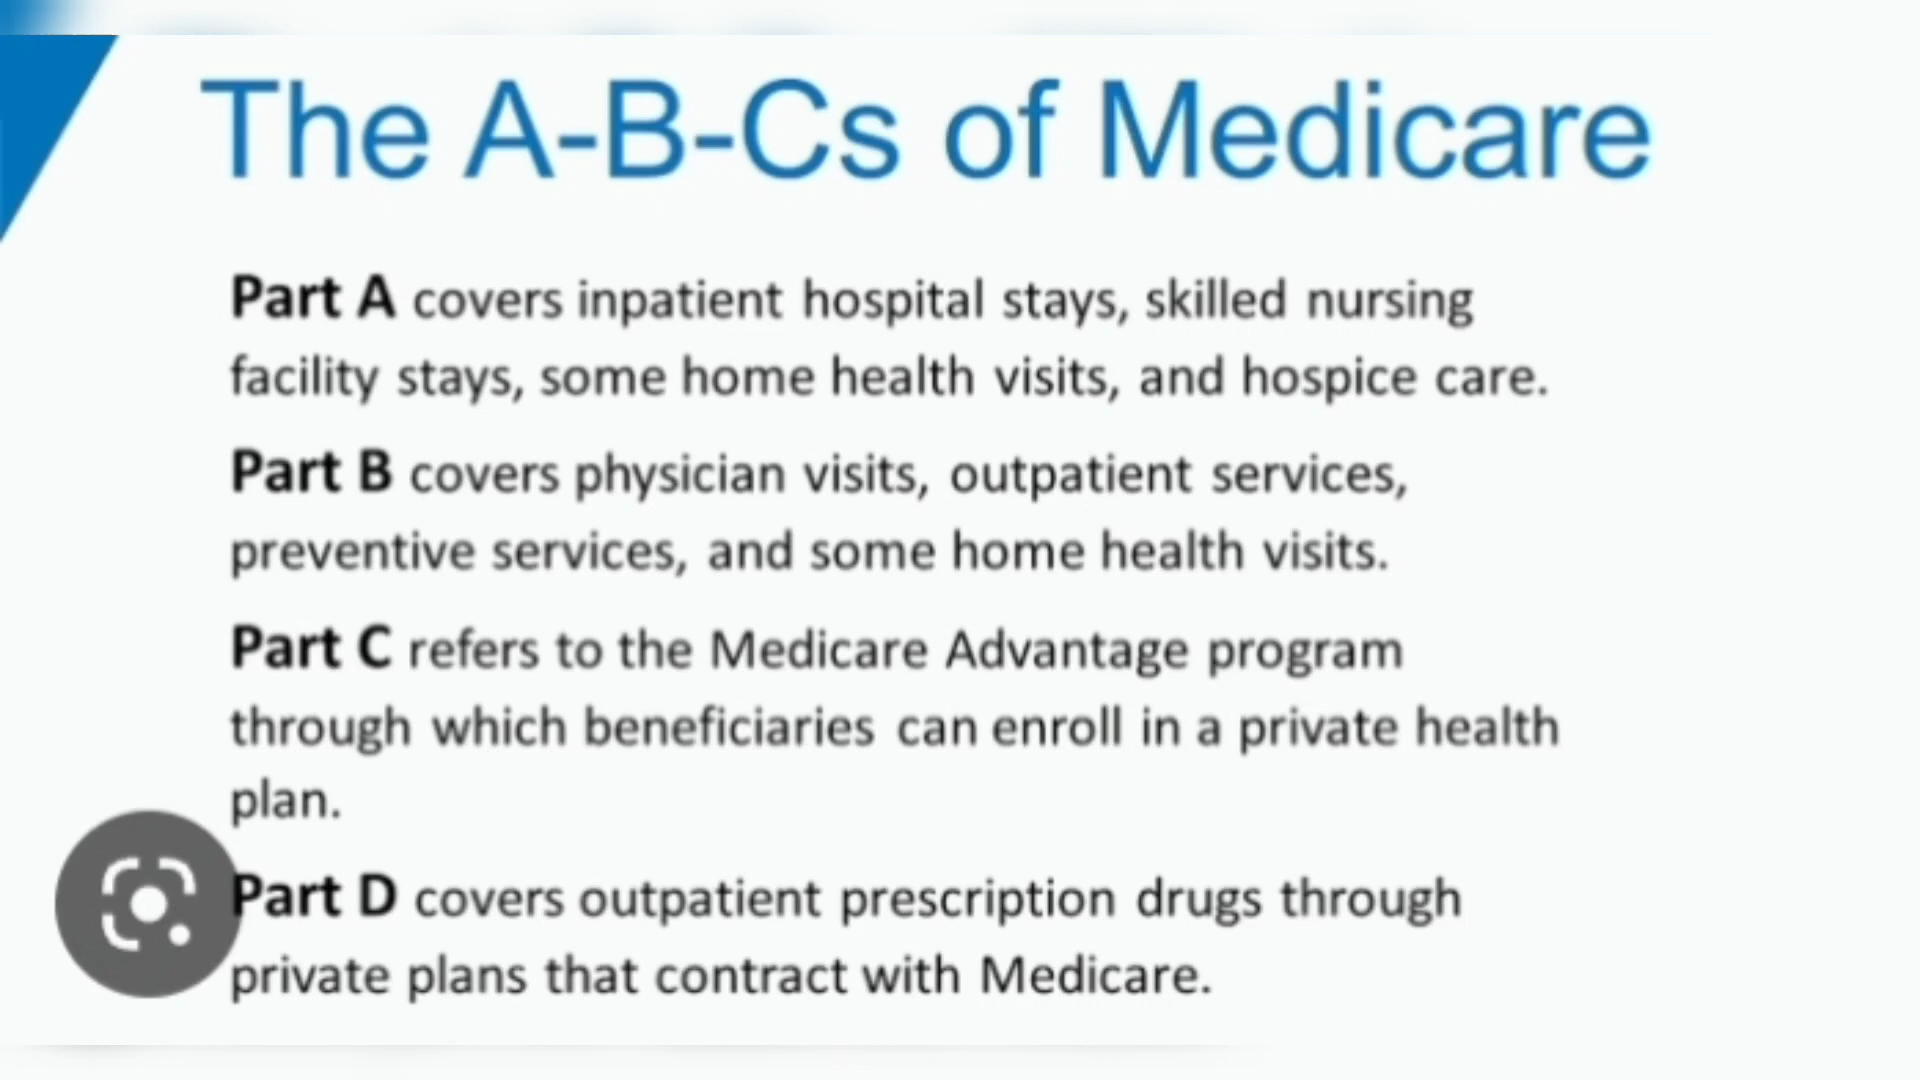 The A-B-Cs of Medicare
Part A covers inpatient hospital stays, skilled nursing
facility stays, some home health visits, and hospice care.
Part B covers physician visits, outpatient services,
preventive services, and some home health visits.
Part C refers to the Medicare Advantage program
through which beneficiaries can enroll in a private health
plan.
Part D covers outpatient prescription drugs through
private plans that contract with Medicare.